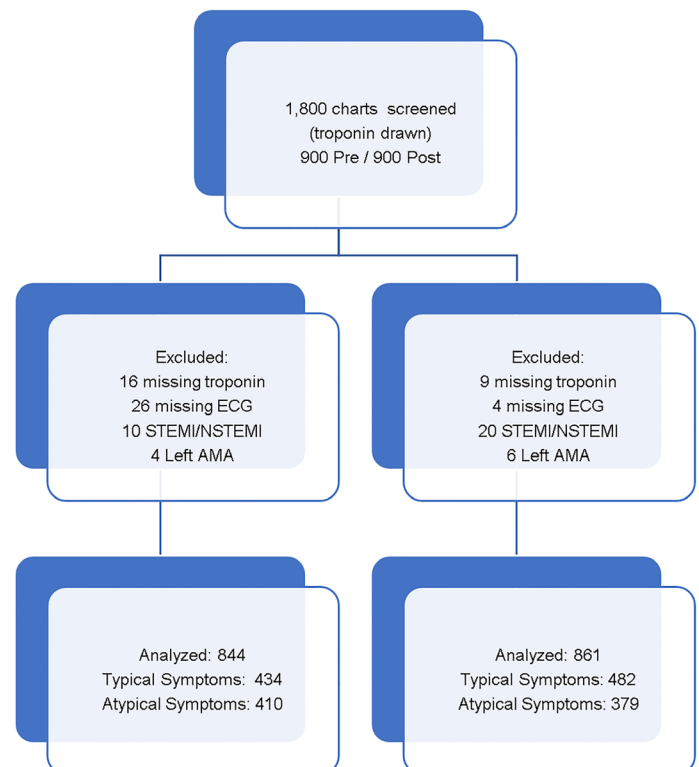 1,800 charts screened
(troponin drawn)
900 Pre / 900 Post
Excluded:
16 missing troponin
26 missing ECG
10 STEMI/NSTEMI
4 Left AMA
Excluded:
9 missing troponin
4 missing ECG
20 STEMI/NSTEMI
6 Left AMA
Analyzed: 844
Typical Symptoms: 434
Atypical Symptoms: 410
Analyzed: 861
Typical Symptoms: 482
Atypical Symptoms: 379